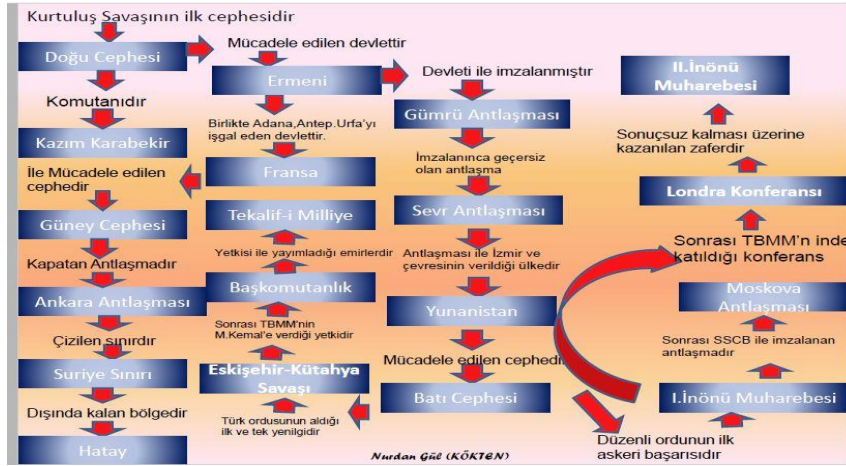 Kurtuluş Savaşının ilk cephesidir
Doğu Cephesi
Komutanıdır
Kazım Karabekir
İle Mücadele edilen
cephedir
Güney Cephesi
Kapatan Antlaşmadır
Ankara Antlaşması
Çizilen sınırdır
Suriye Sınırı
Dışında kalan bölgedir
Hatay
Mücadele edilen devlettir
Ermeni
Birlikte Adana,Antep.Urfa'yı
işgal eden devlettir.
Fransa
Tekalif-i Milliye
Yetkisi ile yayımladığı emirlerdir
Başkomutanlık
Sonrası TBMM'nin
M.Kemal'e verdiği yetkidir
Eskişehir-Kütahya
Savaşı
Türk ordusunun aldığı
ilk ve tek yenilgidir
Devleti ile imzalanmıştır
Gümrü Antlaşması
İmzalanınca geçersiz
olan antlaşma
Sevr Antlaşması
Antlaşması ile İzmir ve
çevresinin verildiği ülkedir
Yunanistan
Mücadele edilen cephedir
Batı Cephesi
II.İnönü
Muharebesi
Sonuçsuz kalması üzerine
kazanılan zaferdir
Londra Konferansı
Sonrası TBMM'n inde
katıldığı konferans
Moskova
Antlaşması
Sonrası SSCB ile imzalanan
antlaşmadır
I.İnönü Muharebesi
Düzenli ordunun ilk
askeri başarısıdır
Nurdan Gül (KÖKTEN)